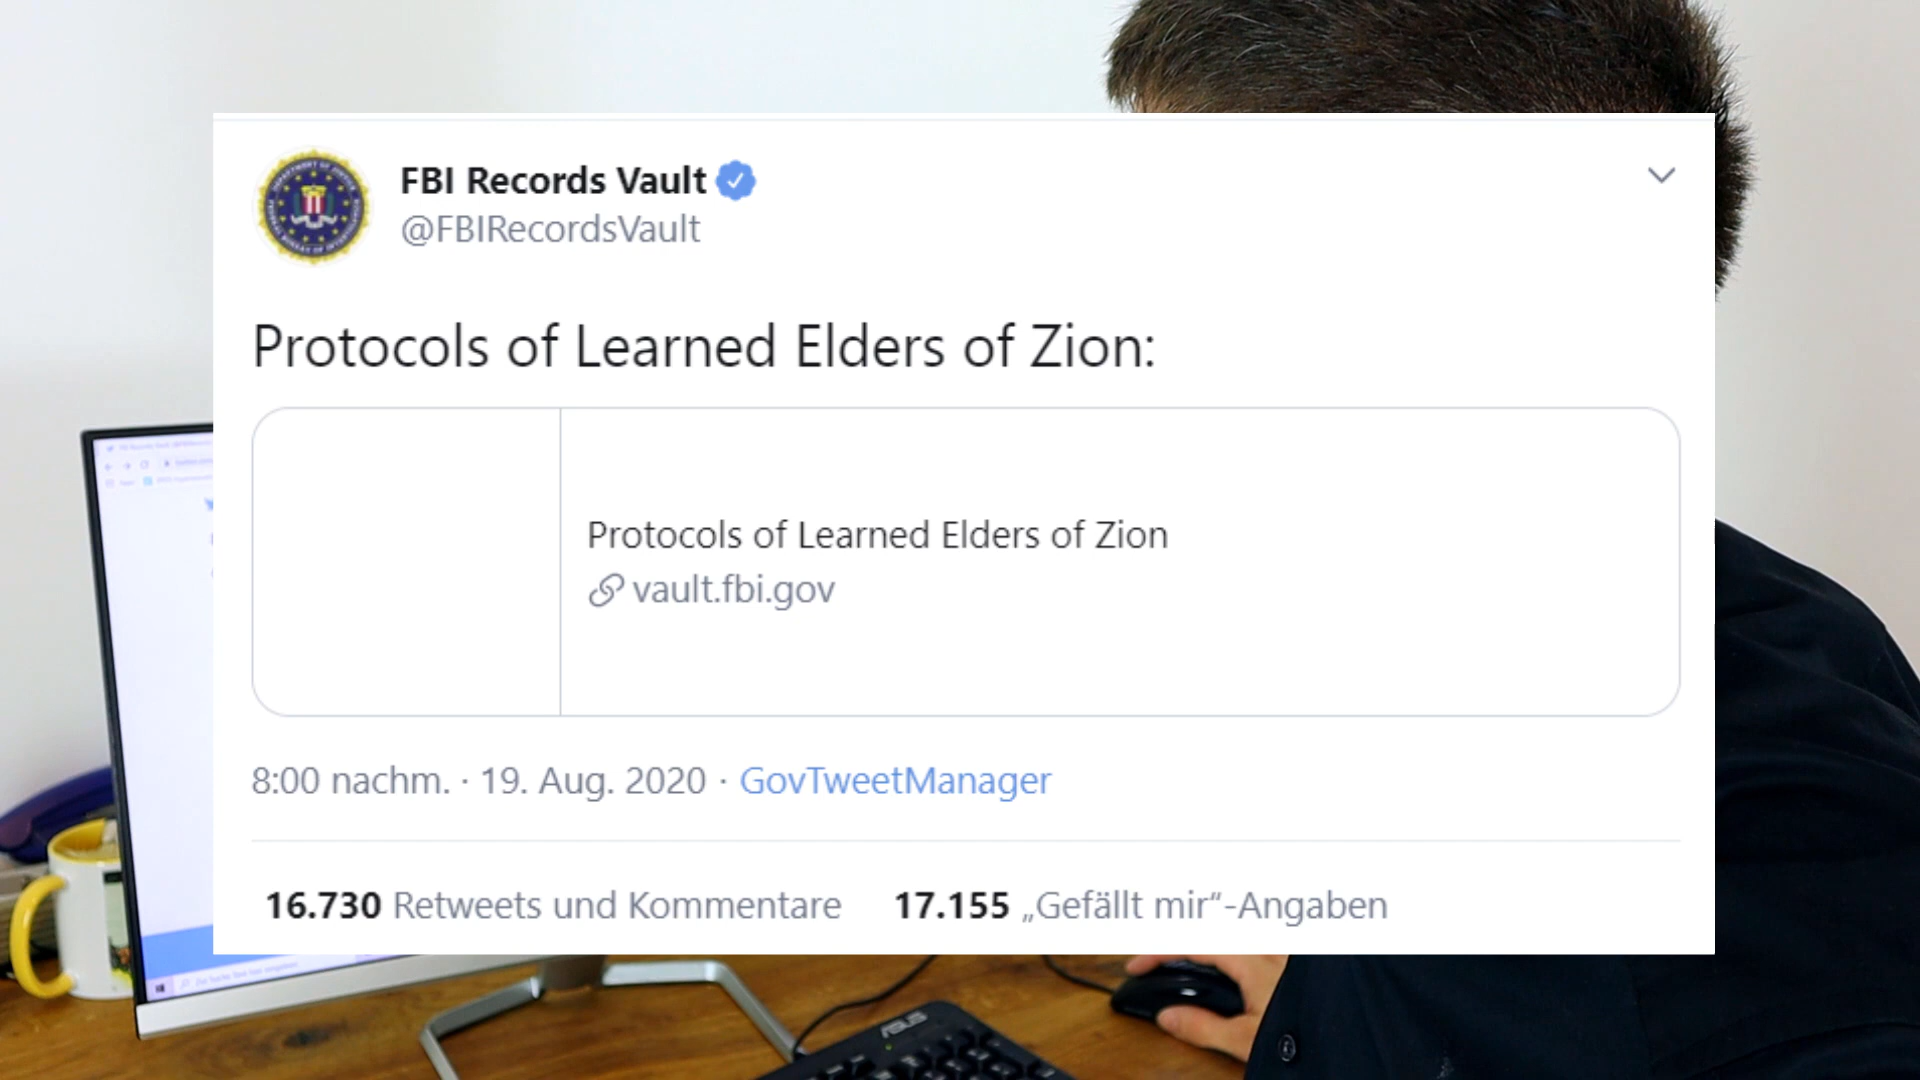 FBI Records Vault
@FBIRecordsVault
Protocols of Learned Elders of Zion:
Protocols of Learned Elders of Zion
vault.fbi.gov
8:00 nachm. · 19. Aug. 2020 · GovTweetManager
16.730 Retweets und Kommentare 17.155 „Gefällt mir“-Angaben
ASUS